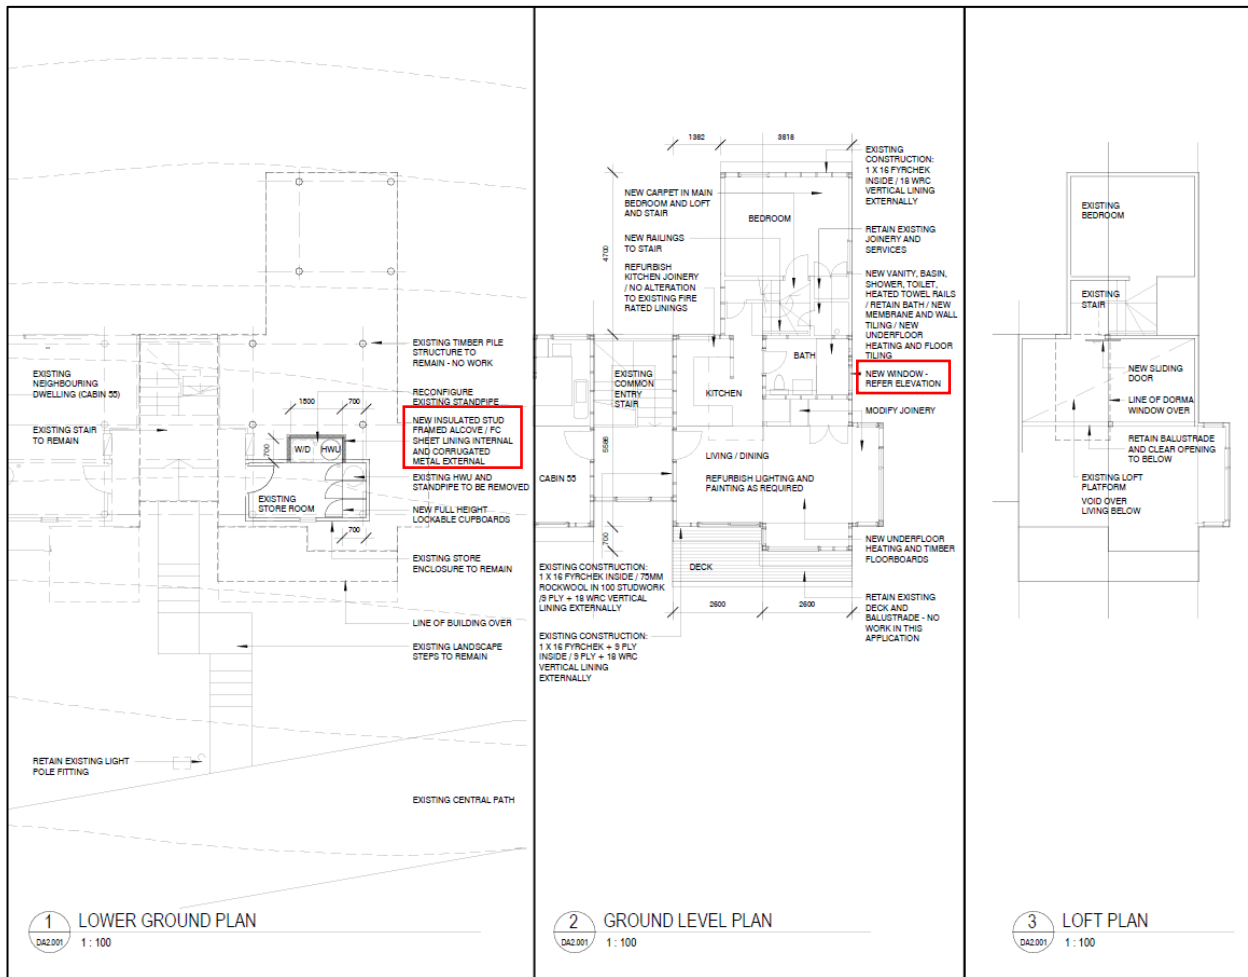 EXISTING TIMBER PILE
STRUCTURE TO
REMAIN - NO WORK
EXISTING
NEIGHBOURING
DWELLING (CABIN 55)
RECONFIGURE
EXISTING STANDPIPE
1500
700
NEW INSULATED STUD
FRAMED ALCOVE / FC
SHEET LINING INTERNAL
AND CORRUGATED
METAL EXTERNAL
EXISTING STAIR
TO REMAIN
700
W/D
HWU
EXISTING HWU AND
STANDPIPE TO BE REMOVED
EXISTING
STORE ROOM
NEW FULL HEIGHT
LOCKABLE CUPBOARDS
700
EXISTING STORE
ENCLOSURE TO REMAIN
LINE OF BUILDING OVER
EXISTING LANDSCAPE
STEPS TO REMAIN
RETAIN EXISTING LIGHT
POLE FITTING
EXISTING CENTRAL PATH
1
DA2.001
LOWER GROUND PLAN
1 : 100
1382
3818
EXISTING
CONSTRUCTION:
1 X 16 FYRCHEK
INSIDE / 18 WRC
VERTICAL LINING
EXTERNALLY
NEW CARPET IN MAIN
BEDROOM AND LOFT
AND STAIR
BEDROOM
4700
NEW RAILINGS
TO STAIR
RETAIN EXISTING
JOINERY AND
SERVICES
REFURBISH
KITCHEN JOINERY
/ NO ALTERATION
TO EXISTING FIRE
RATED LININGS
NEW VANITY, BASIN,
SHOWER, TOILET,
HEATED TOWEL RAILS
/ RETAIN BATH / NEW
MEMBRANE AND WALL
TILING / NEW
UNDERFLOOR
HEATING AND FLOOR
TILING
BATH
NEW WINDOW -
REFER ELEVATION
EXISTING
COMMON
ENTRY
STAIR
KITCHEN
MODIFY JOINERY
5586
LIVING / DINING
CABIN 55
REFURBISH LIGHTING AND
PAINTING AS REQUIRED
700
NEW UNDERFLOOR
HEATING AND TIMBER
FLOORBOARDS
DECK
EXISTING CONSTRUCTION:
1 X 16 FYRCHEK INSIDE / 75MM
ROCKWOOL IN 100 STUDWORK
/9 PLY + 18 WRC VERTICAL
LINING EXTERNALLY
RETAIN EXISTING
DECK AND
BALUSTRADE - NO
WORK IN THIS
APPLICATION
2600
2600
EXISTING CONSTRUCTION:
1 X 16 FYRCHEK + 9 PLY
INSIDE / 9 PLY + 18 WRC
VERTICAL LINING
EXTERNALLY
2
DA2.001
GROUND LEVEL PLAN
1 : 100
EXISTING
BEDROOM
EXISTING
STAIR
NEW SLIDING
DOOR
LINE OF DORMA
WINDOW OVER
RETAIN BALUSTRADE
AND CLEAR OPENING
TO BELOW
EXISTING LOFT
PLATFORM
VOID OVER
LIVING BELOW
3
DA2.001
LOFT PLAN
1 : 100